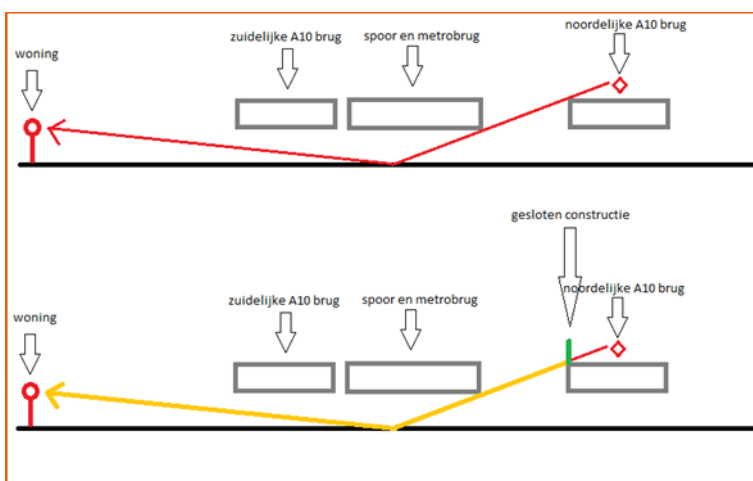 noordelijke A10 brug
zuidelijke A10 brug
spoor en metrobrug
woning
gesloten constructie
noordelijke A10 brug
zuidelijke A10 brug
spoor en metrobrug
woning